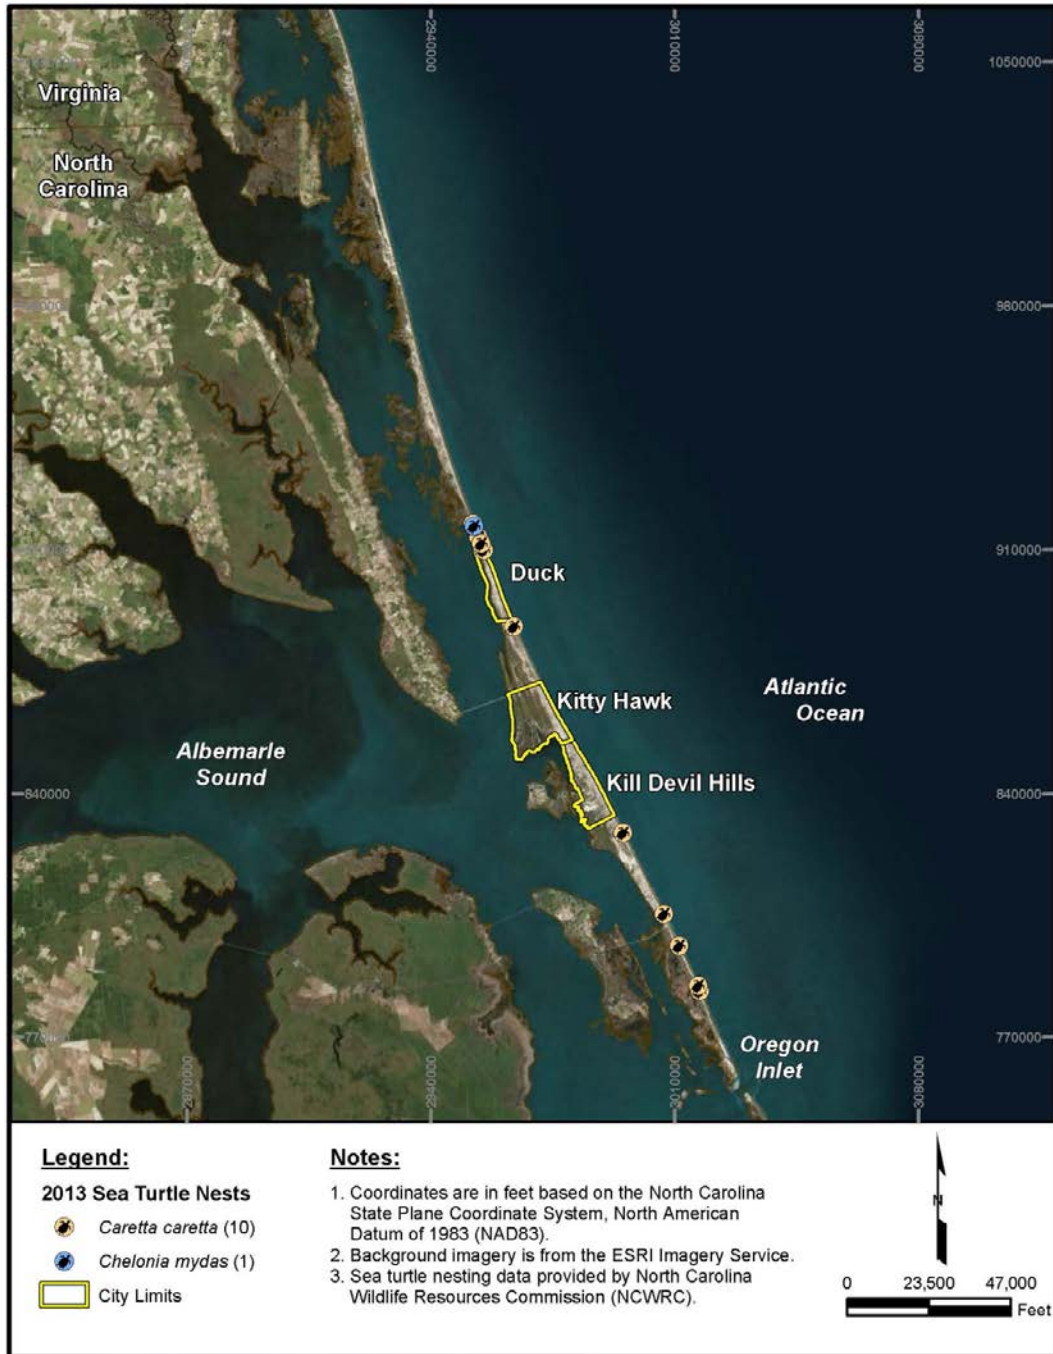 2940000
3010000
3080000
1050000
Virginia
North
Carolina
980000
910000
Duck
Kitty Hawk
Atlantic
Ocean
Albemarle
Sound
Kill Devil Hills
840000
840000
Oregon
Inlet
770000
2870000
2940000
3010000
3080000
Legend:
2013 Sea Turtle Nests
Caretta caretta (10)
Chelonia mydas (1)
City Limits
Notes:
1. Coordinates are in feet based on the North Carolina
State Plane Coordinate System, North American
Datum of 1983 (NAD83).
2. Background imagery is from the ESRI Imagery Service.
3. Sea turtle nesting data provided by North Carolina
Wildlife Resources Commission (NCWRC).
N
0 23,500 47,000
Feet